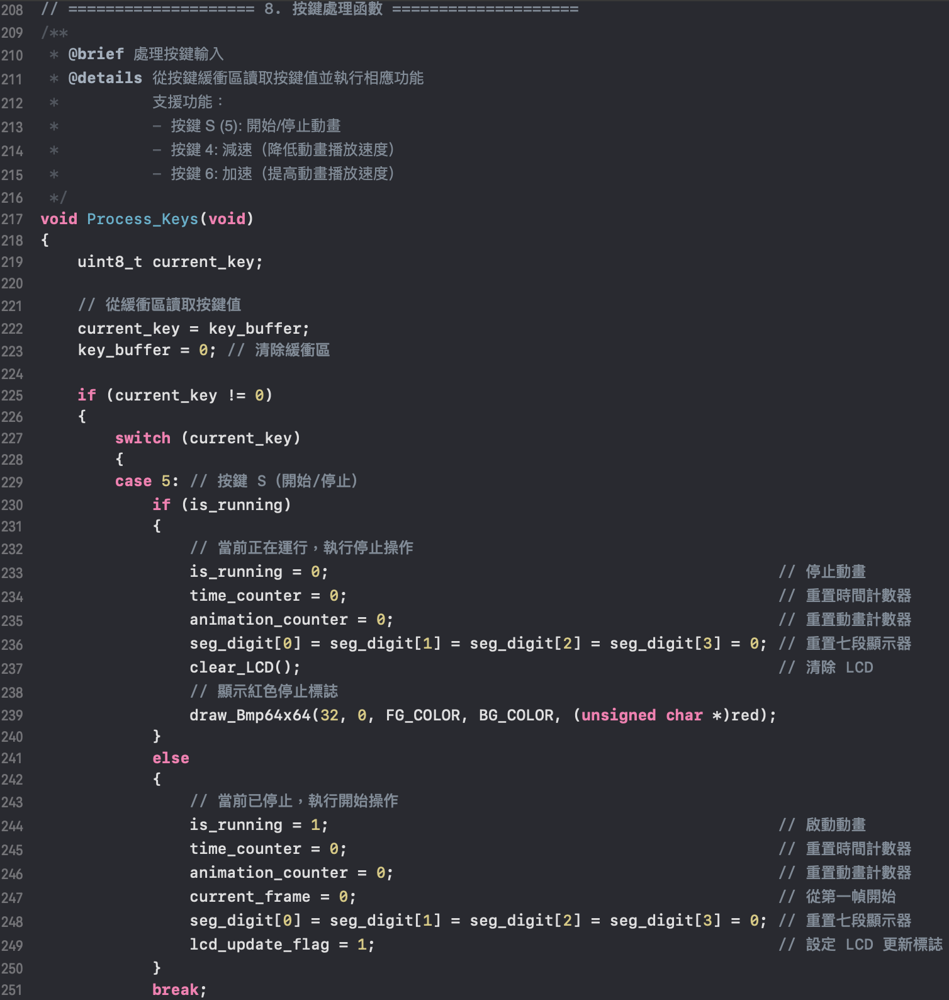 208 // ==================== 8. 按鍵處理函數 ====================
209 /**
210  * @brief 處理按鍵輸入
211  * @details 從按鍵緩衝區讀取按鍵值並執行相應功能
212  *          支援功能：
213  *          - 按鍵 S (5): 開始/停止動畫
214  *          - 按鍵 4: 減速（降低動畫播放速度）
215  *          - 按鍵 6: 加速（提高動畫播放速度）
216  */
217 void Process_Keys(void)
218 {
219     uint8_t current_key;
220
221     // 從緩衝區讀取按鍵值
222     current_key = key_buffer;
223     key_buffer = 0; // 清除緩衝區
224
225     if (current_key != 0)
226     {
227         switch (current_key)
228         {
229         case 5: // 按鍵 S（開始/停止）
230             if (is_running)
231             {
232                 // 當前正在運行，執行停止操作
233                 is_running = 0;                                                // 停止動畫
234                 time_counter = 0;                                              // 重置時間計數器
235                 animation_counter = 0;                                         // 重置動畫計數器
236                 seg_digit[0] = seg_digit[1] = seg_digit[2] = seg_digit[3] = 0; // 重置七段顯示器
237                 clear_LCD();                                                   // 清除 LCD
238                 // 顯示紅色停止標誌
239                 draw_Bmp64x64(32, 0, FG_COLOR, BG_COLOR, (unsigned char *)red);
240             }
241             else
242             {
243                 // 當前已停止，執行開始操作
244                 is_running = 1;                                                // 啟動動畫
245                 time_counter = 0;                                              // 重置時間計數器
246                 animation_counter = 0;                                         // 重置動畫計數器
247                 current_frame = 0;                                             // 從第一幀開始
248                 seg_digit[0] = seg_digit[1] = seg_digit[2] = seg_digit[3] = 0; // 重置七段顯示器
249                 lcd_update_flag = 1;                                           // 設定 LCD 更新標誌
250             }
251             break;